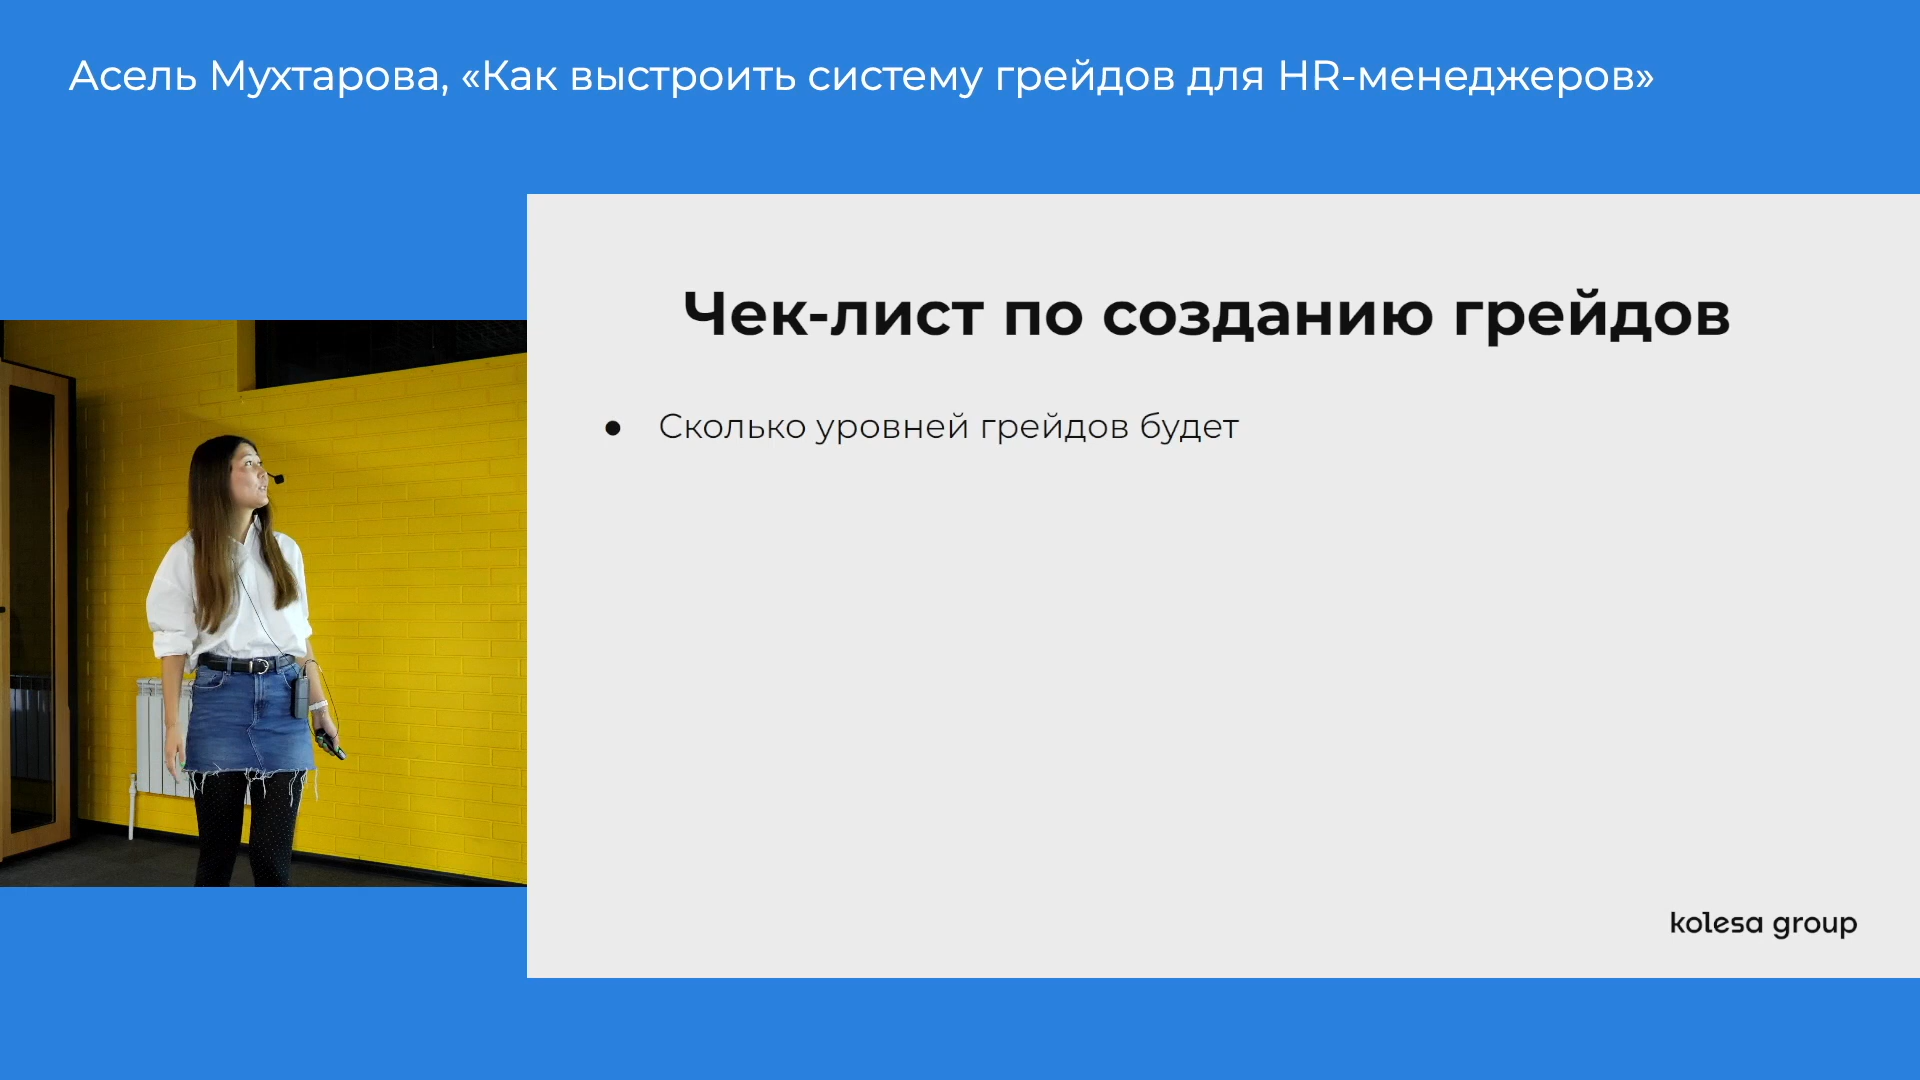 Асель Мухтарова, «Как выстроить систему грейдов для HR-менеджеров»
Чек-лист по созданию грейдов
● Сколько уровней грейдов будет
kolesa group